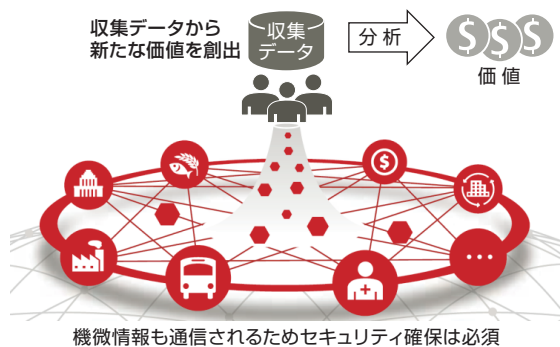 収集データから
新たな価値を創出
収集
データ
分析
$ $ $
価値
$
機微情報も通信されるためセキュリティ確保は必須